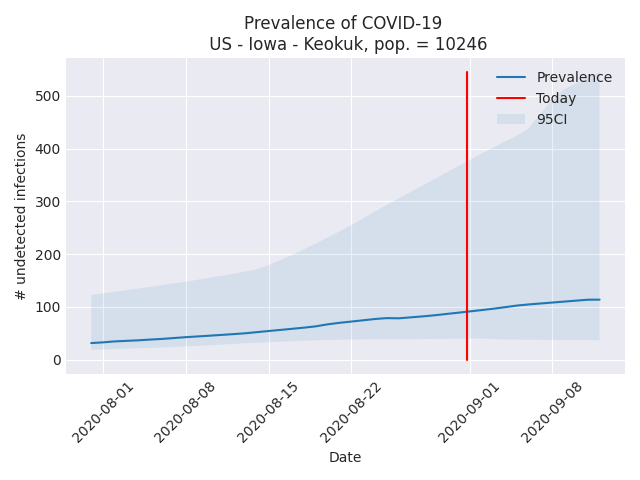 Prevalence of COVID-19
US - Iowa - Keokuk, pop. = 10246
Prevalence
Today
95CI
500
400
300
200
100
0
# undetected infections
2020-08-01
2020-08-08
2020-08-15
2020-08-22
2020-09-01
2020-09-08
Date